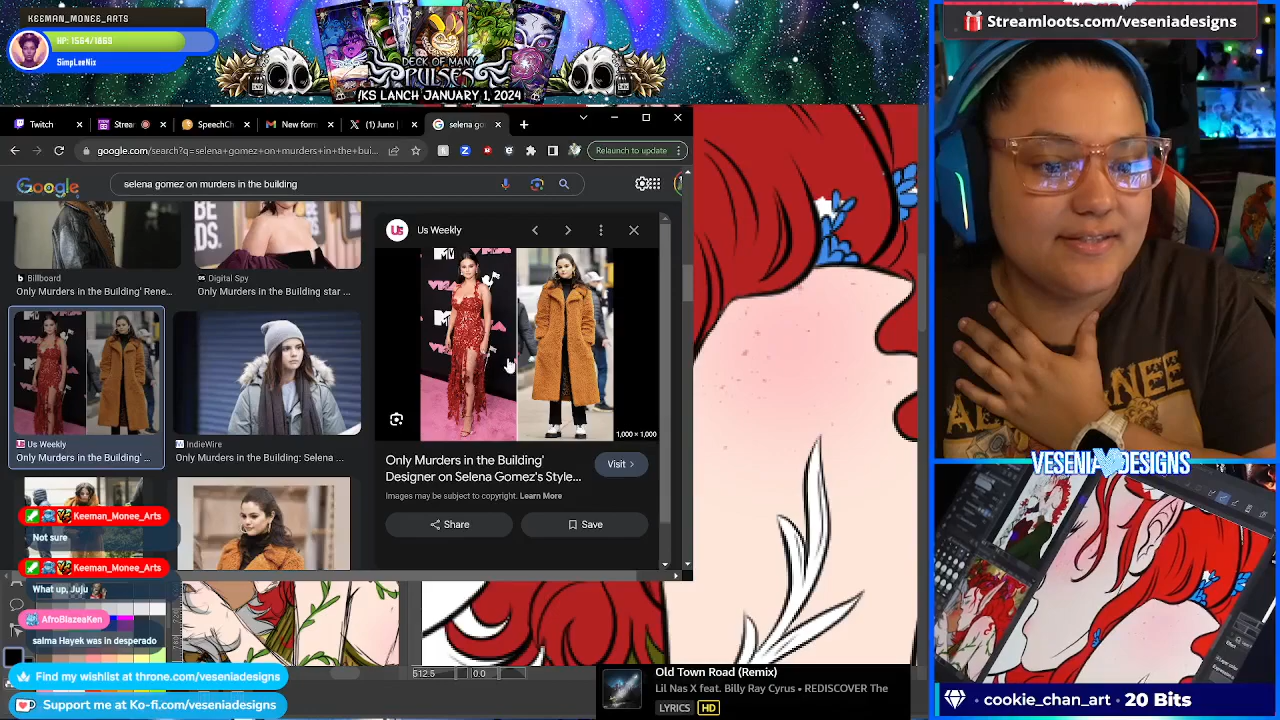 KEEMAN_MONEE_ARTS
HP: 1564/1869
SimpLeeNix
DECK OF MANY
PULSES
!KS LANCH JANUARY 1, 2024
Streamloots.com/veseniadesigns
Twitch
Strea
SpeechCh
New form
(1) Juno |
selena go
google.com/search?q=selena+gomez+on+murders+in+the+bui...
Relaunch to update
Google
selena gomez on murders in the building
Billboard
Only Murders in the Building' Rene...
Digital Spy
Only Murders in the Building star ...
Us Weekly
Only Murders in the Building' ...
IndieWire
Only Murders in the Building: Selena ...
Us Weekly
1,000 × 1,000
Only Murders in the Building'
Designer on Selena Gomez's Style...
Visit
Images may be subject to copyright. Learn More
Share
Save
Keeman_Monee_Arts
Not sure
Keeman_Monee_Arts
What up, Juju
AfroBlazeaKen
salma Hayek was in desperado
Find my wishlist at throne.com/veseniadesigns
Support me at Ko-fi.com/veseniadesigns
512.5
0.0
Old Town Road (Remix)
Lil Nas X feat. Billy Ray Cyrus • REDISCOVER The
LYRICS
HD
VESENIA DESIGNS
cookie_chan_art
20 Bits